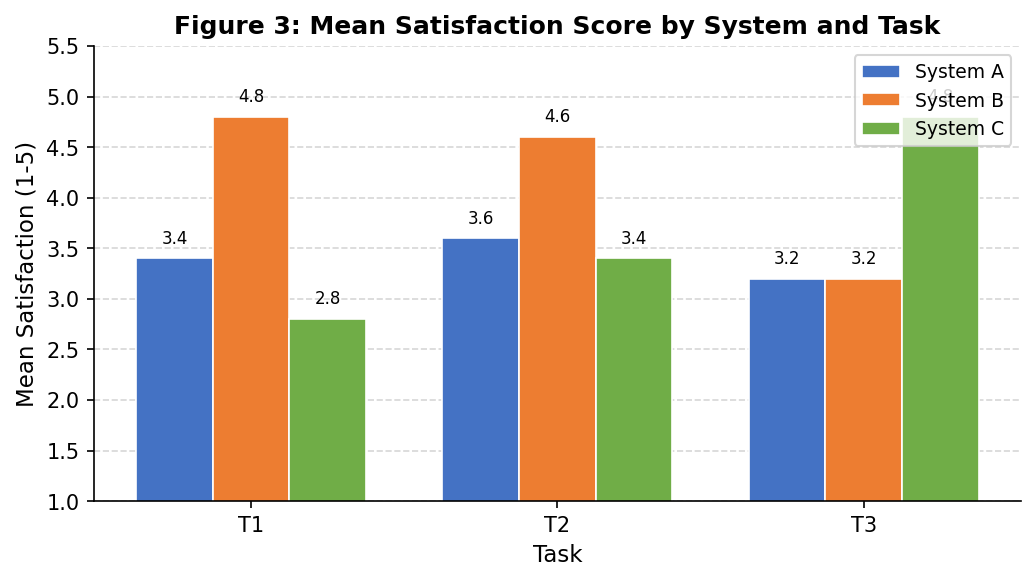 Figure 3: Mean Satisfaction Score by System and Task
Mean Satisfaction (1-5)
5.5
5.0
4.5
4.0
3.5
3.0
2.5
2.0
1.5
1.0
3.4
4.8
2.8
3.6
4.6
3.4
3.2
3.2
4.8
System A
System B
System C
T1
T2
T3
Task